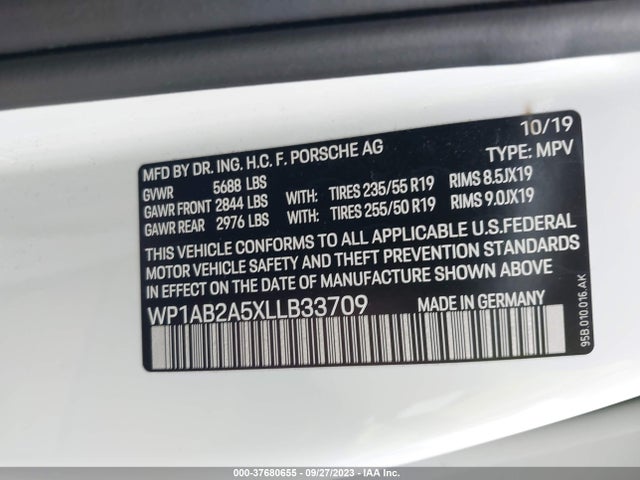 10/19
MFD BY DR. ING. H.C. F. PORSCHE AG TYPE: MPV
GVWR 5688 LBS
GAWR FRONT 2844 LBS WITH: TIRES 235/55 R19 RIMS 8.5JX19
GAWR REAR 2976 LBS WITH: TIRES 255/50 R19 RIMS 9.0JX19
THIS VEHICLE CONFORMS TO ALL APPLICABLE U.S.FEDERAL
MOTOR VEHICLE SAFETY AND THEFT PREVENTION STANDARDS
IN EFFECT ON THE DATE OF MANUFACTURE SHOWN ABOVE.
WP1AB2A5XLLB33709 MADE IN GERMANY
95B.010.016.AK
000-37680655 - 09/27/2023 - © IAA Inc.